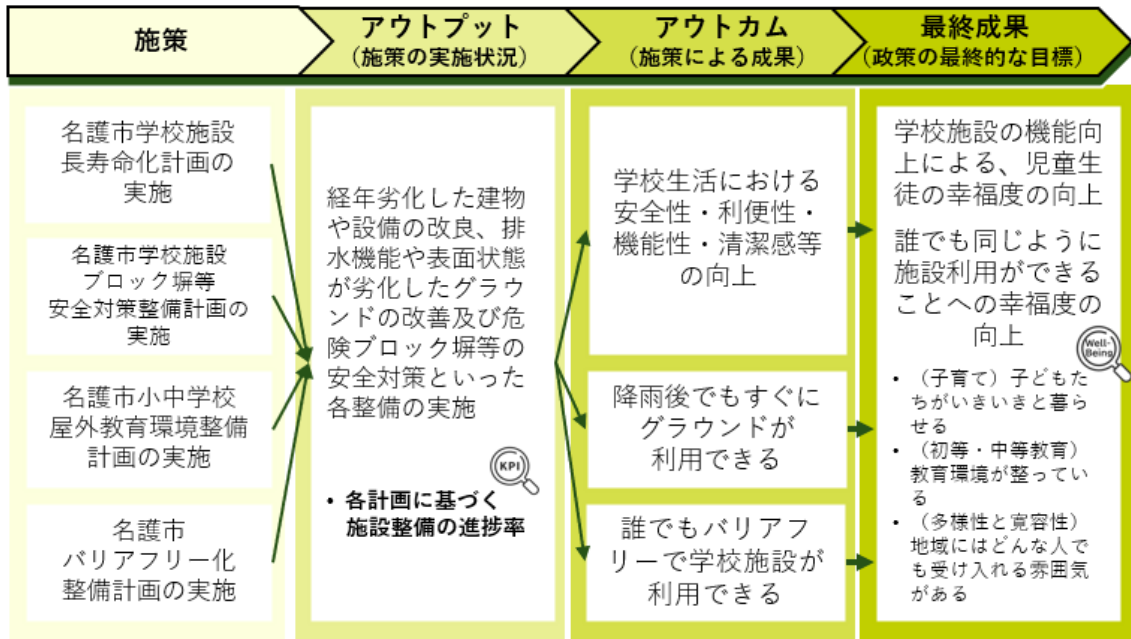 施策
アウトプット
(施策の実施状況)
アウトカム
(施策による成果)
最終成果
(政策の最終的な目標)
名護市学校施設
長寿命化計画の
実施
名護市学校施設
ブロック塀等
安全対策整備計画の
実施
名護市小中学校
屋外教育環境整備
計画の実施
名護市
バリアフリー化
整備計画の実施
経年劣化した建物
や設備の改良、排
水機能や表面状態
が劣化したグラウ
ンドの改善及び危
険ブロック塀等の
安全対策といった
各整備の実施
KPI
・各計画に基づく
施設整備の進捗率
学校生活における
安全性・利便性・
機能性・清潔感等
の向上
降雨後でもすぐに
グラウンドが
利用できる
誰でもバリアフ
リーで学校施設が
利用できる
学校施設の機能向
上による、児童生
徒の幸福度の向上
誰でも同じように
施設利用ができる
ことへの幸福度の
向上
Well-
Being
・(子育て)子どもた
ちがいきいきと暮ら
せる
・(初等・中等教育)
教育環境が整ってい
る
・(多様性と寛容性)
地域にはどんな人で
も受け入れる雰囲気
がある